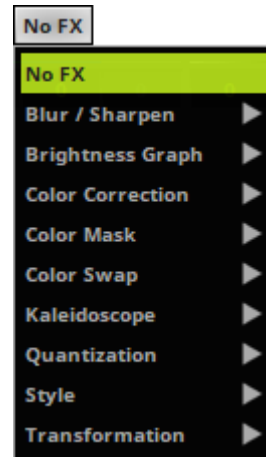 No FX
No FX
Blur / Sharpen
Brightness Graph
Color Correction
Color Mask
Color Swap
Kaleidoscope
Quantization
Style
Transformation